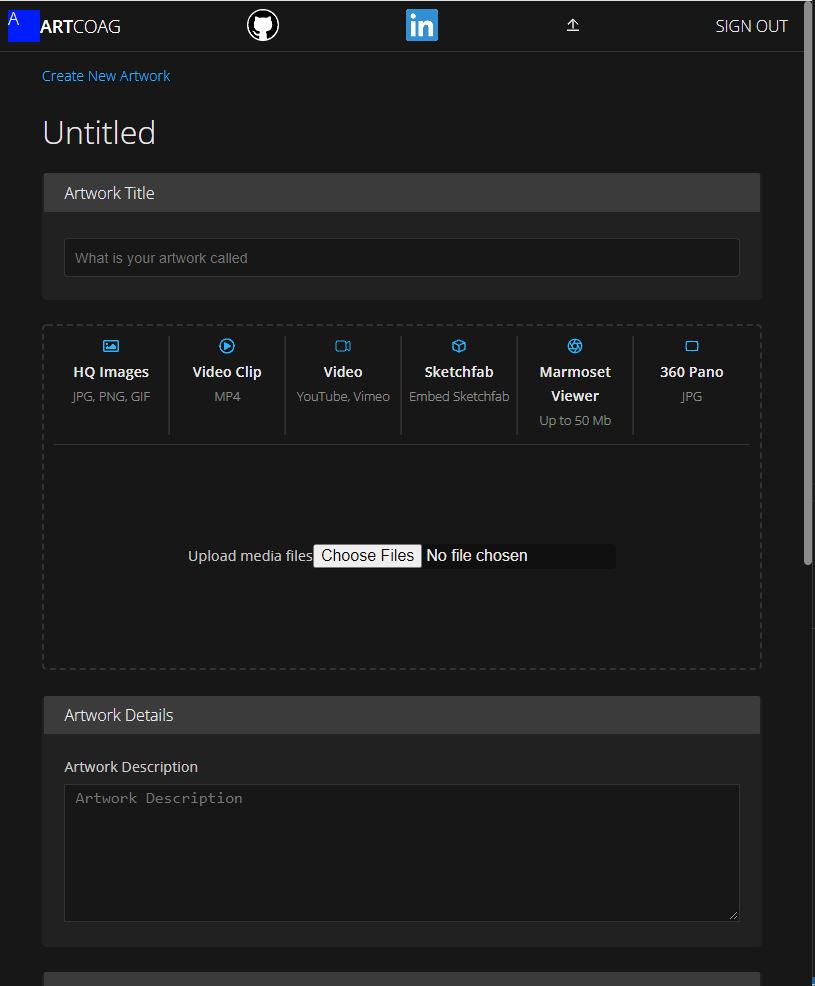 A ARTCOAG in SIGN OUT
Create New Artwork
Untitled
Artwork Title
What is your artwork called
HQ Images
JPG, PNG, GIF
Video Clip
MP4
Video
YouTube, Vimeo
Sketchfab
Embed Sketchfab
Marmoset
Viewer
Up to 50 Mb
360 Pano
JPG
Upload media files Choose Files No file chosen
Artwork Details
Artwork Description
Artwork Description